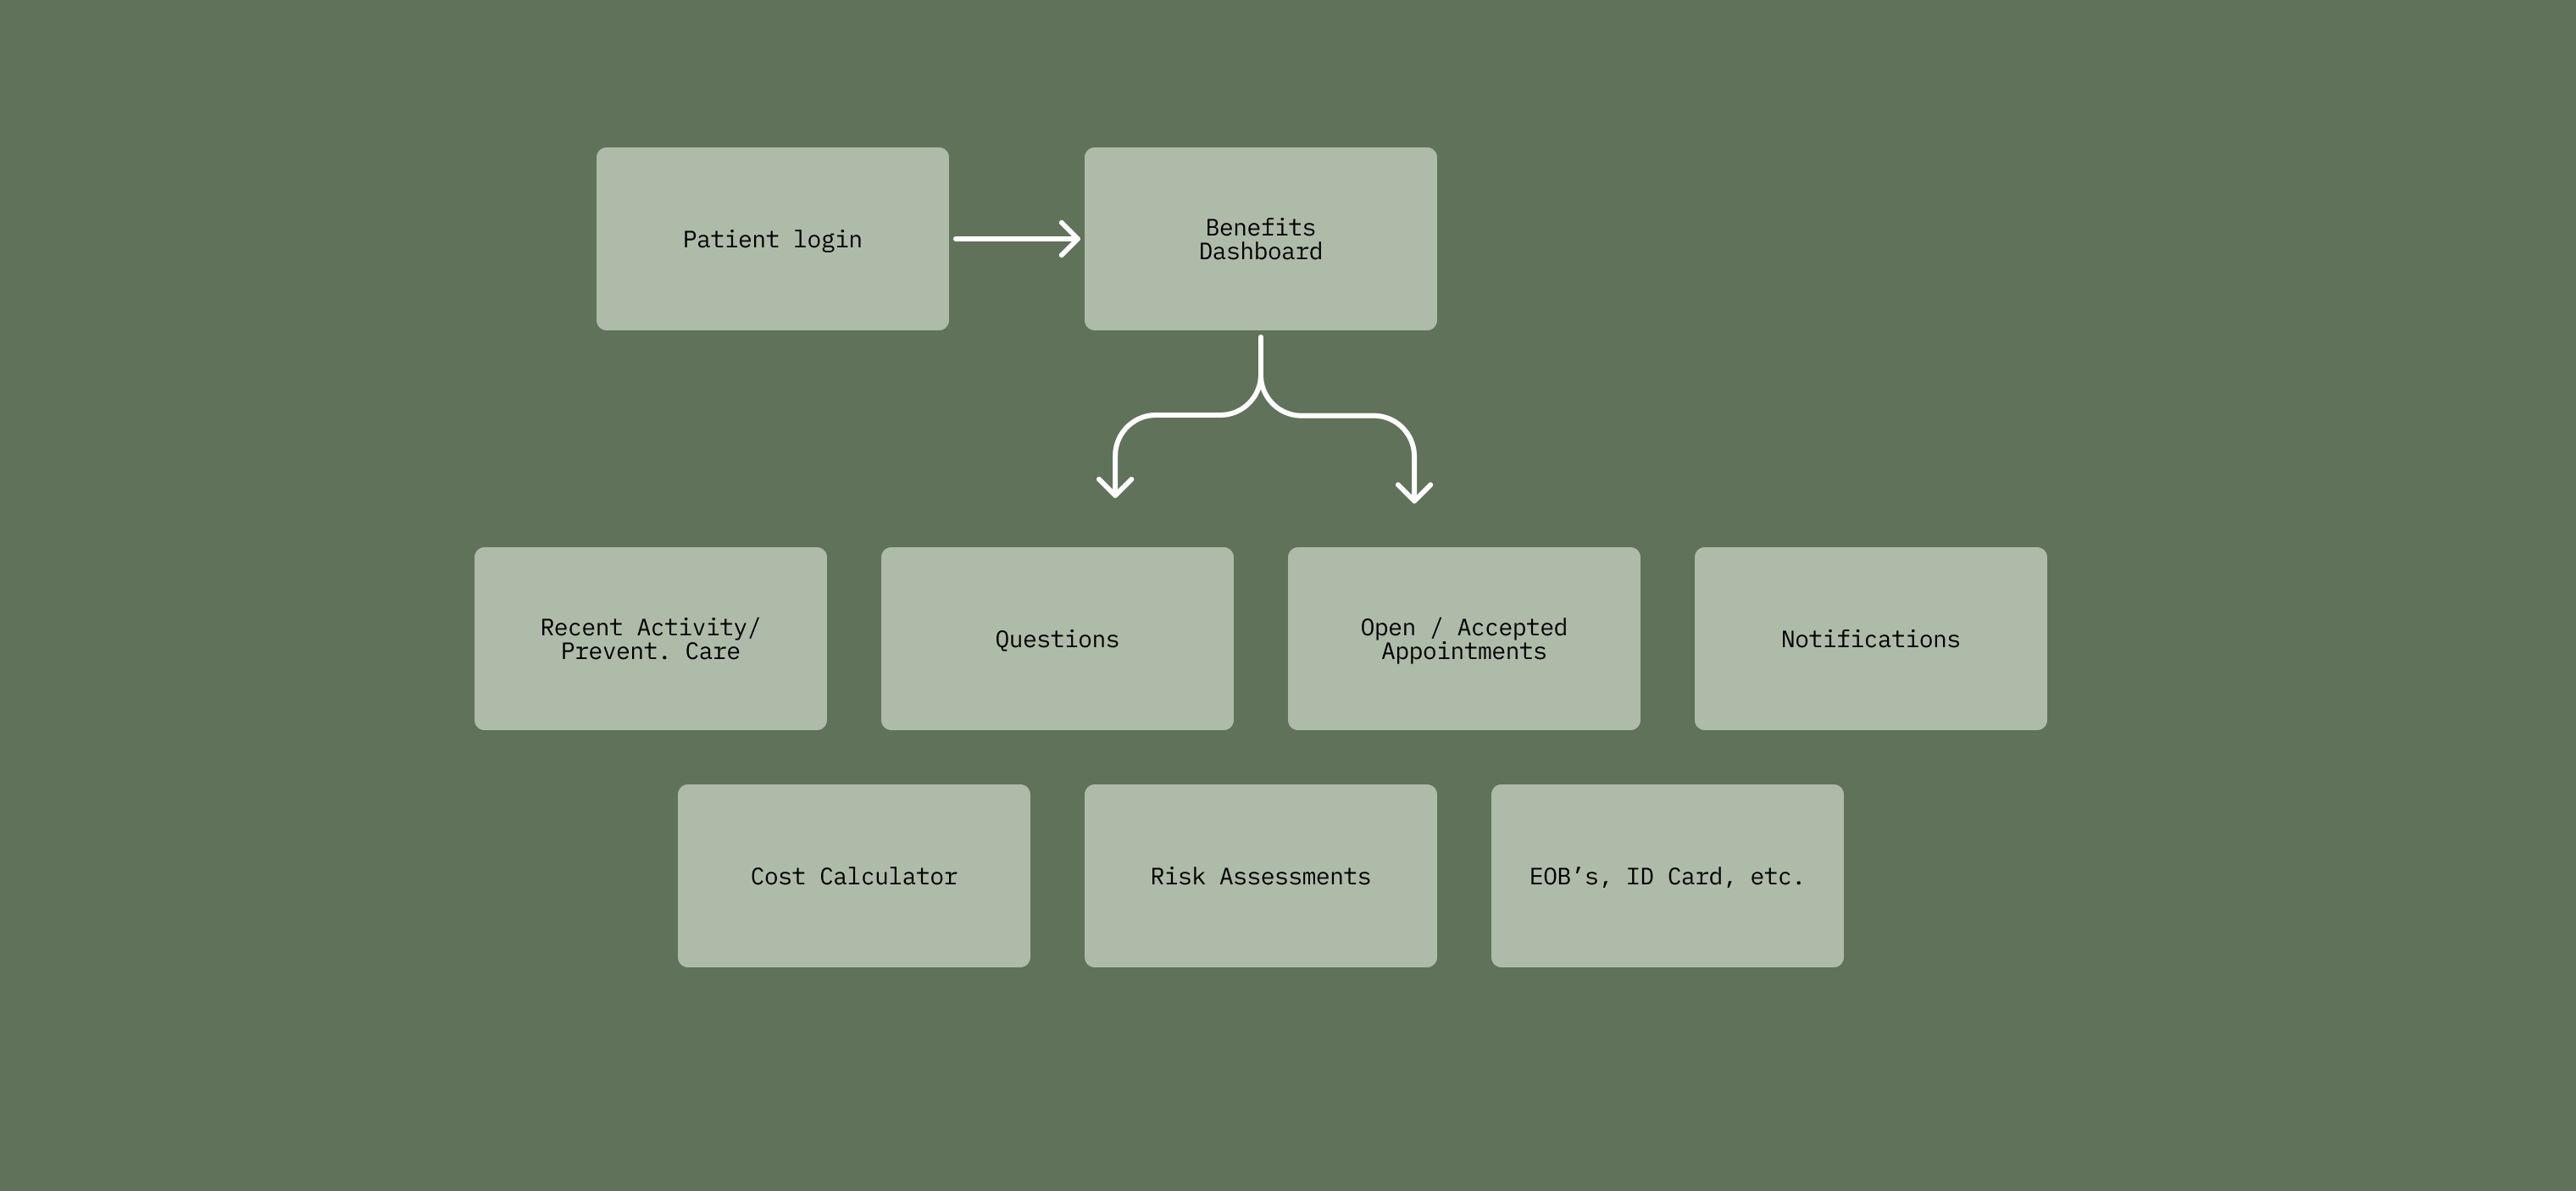 Patient login
Benefits
Dashboard
Recent Activity/
Prevent. Care
Questions
Open / Accepted
Appointments
Notifications
Cost Calculator
Risk Assessments
EOB’s, ID Card, etc.